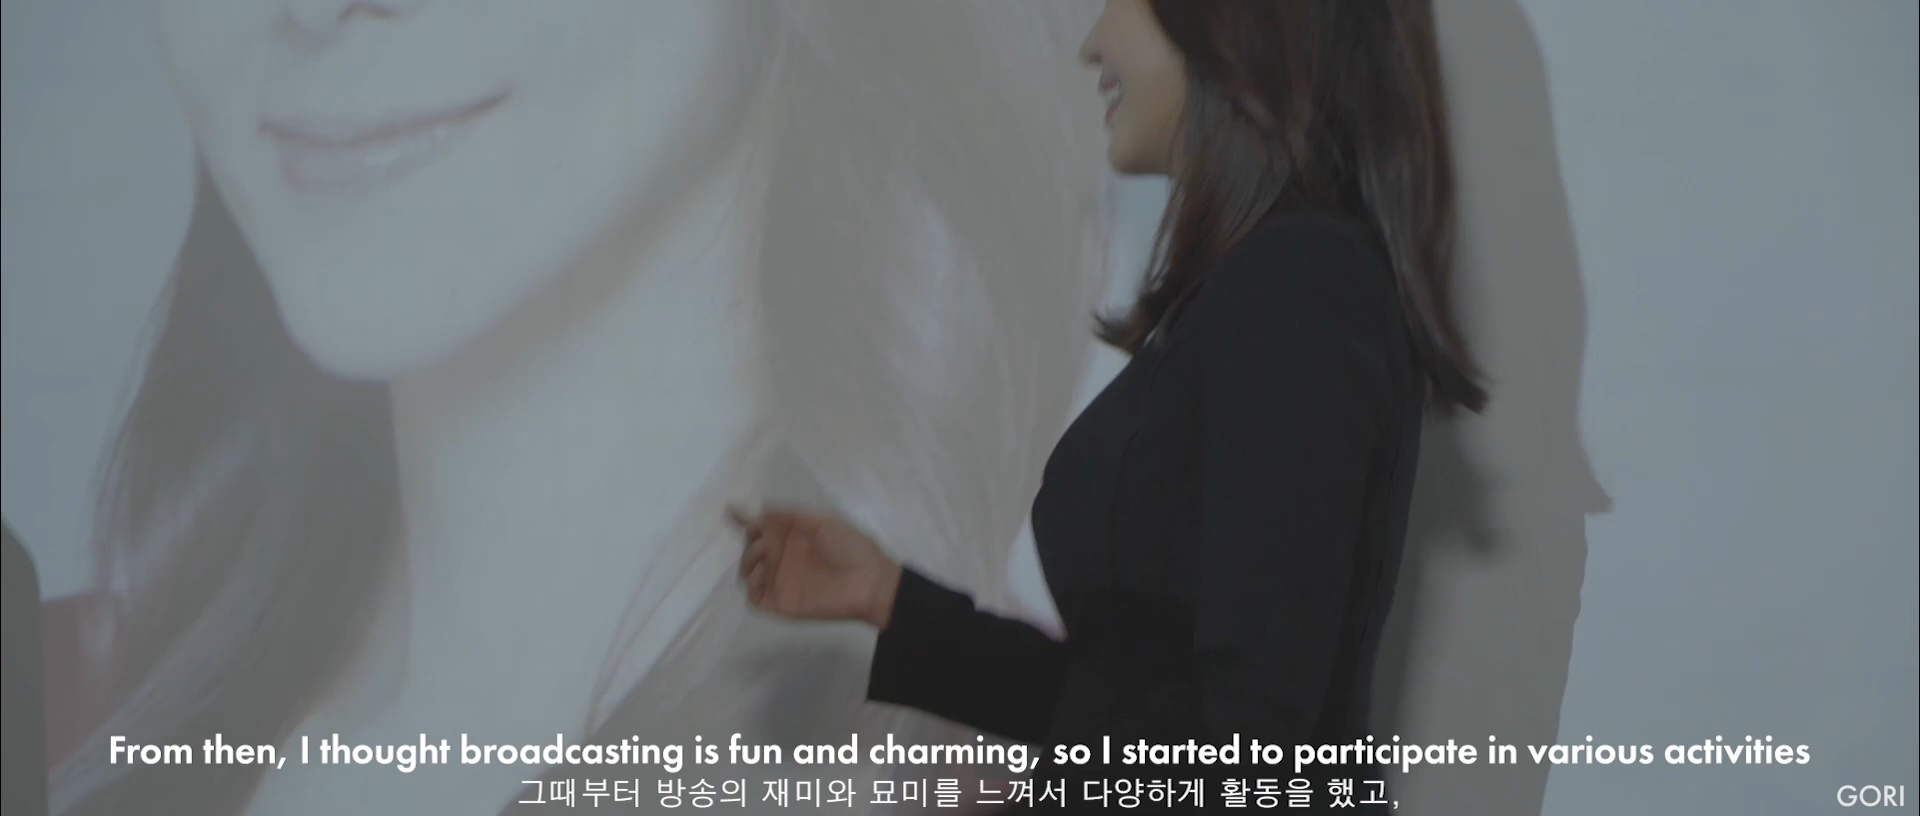 From then, I thought broadcasting is fun and charming, so I started to participate in various activities
그때부터 방송의 재미와 묘미를 느껴서 다양하게 활동을 했고,
GORI